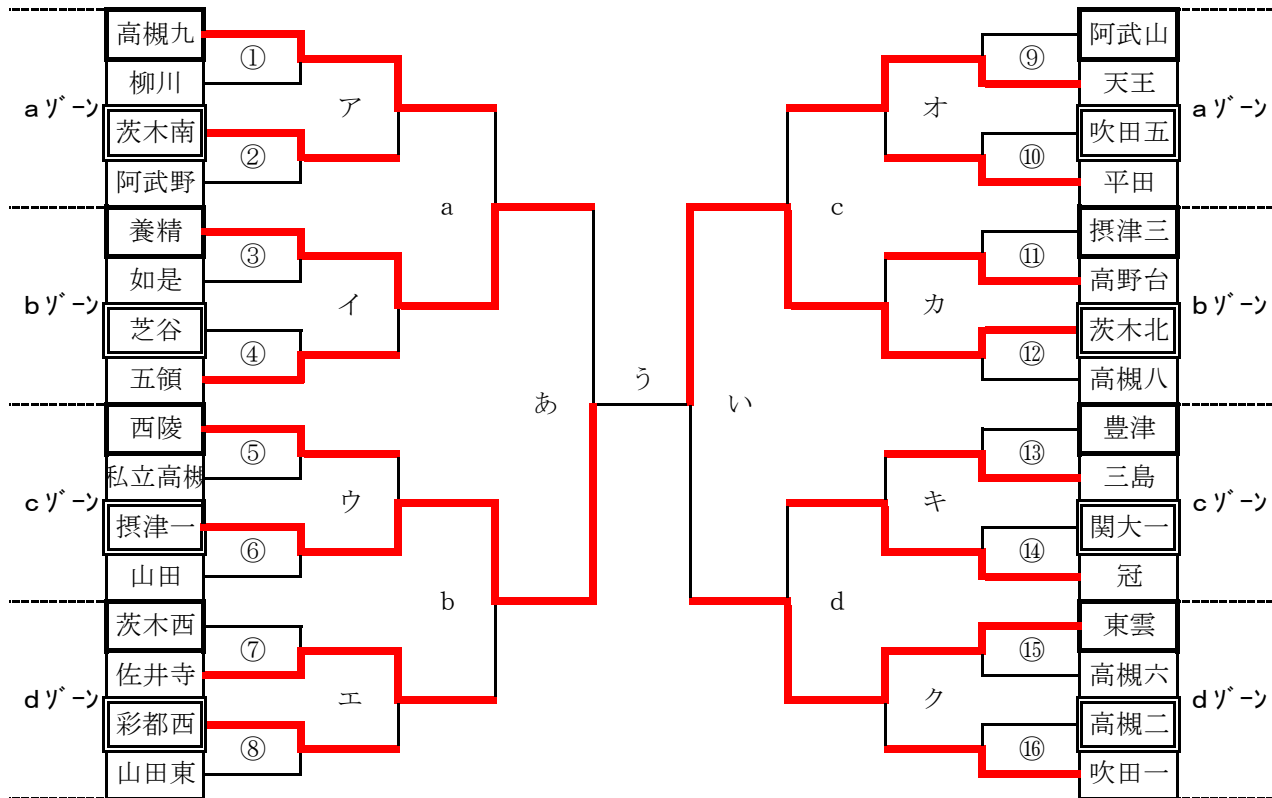 高槻九
①
柳川
aゾーン
ア
茨木南
②
阿武野
a
養精
③
如是
bゾーン
イ
芝谷
④
五領
あ
西陵
⑤
私立高槻
cゾーン
ウ
摂津一
⑥
山田
b
茨木西
⑦
佐井寺
dゾーン
エ
彩都西
⑧
山田東
う
阿武山
⑨
天王
オ
aゾーン
吹田五
⑩
平田
c
摂津三
⑪
高野台
カ
bゾーン
茨木北
⑫
高槻八
い
豊津
⑬
三島
キ
cゾーン
関大一
⑭
冠
d
東雲
⑮
高槻六
ク
dゾーン
高槻二
⑯
吹田一